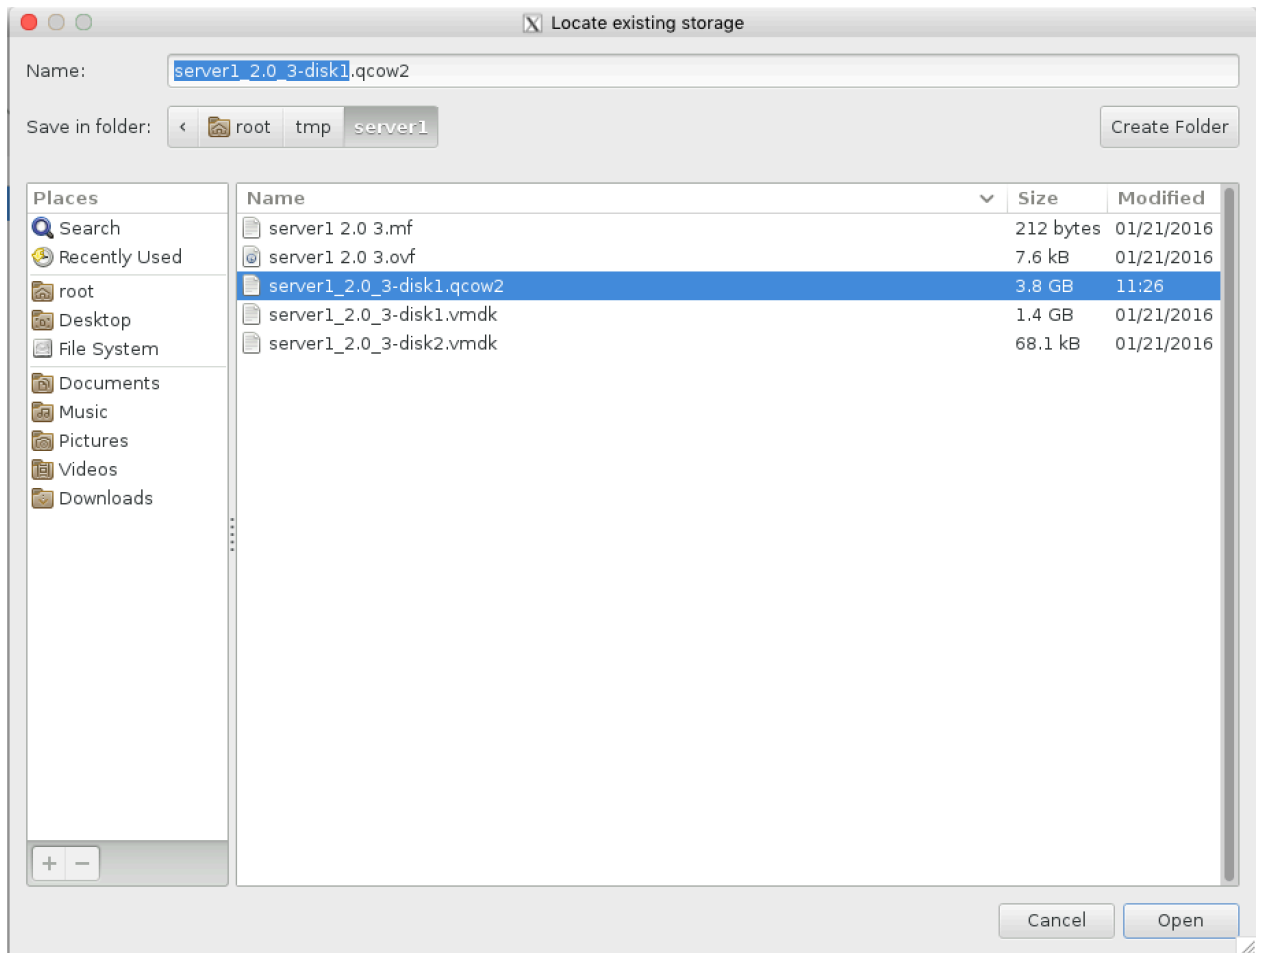 Locate existing storage
Name: server1_2.0_3-disk1.qcow2
Save in folder: < root tmp server1 Create Folder
Places
Search
Recently Used
root
Desktop
File System
Documents
Music
Pictures
Videos
Downloads
Name Size Modified
server1 2.0 3.mf 212 bytes 01/21/2016
server1 2.0 3.ovf 7.6 kB 01/21/2016
server1_2.0_3-disk1.qcow2 3.8 GB 11:26
server1_2.0_3-disk1.vmdk 1.4 GB 01/21/2016
server1_2.0_3-disk2.vmdk 68.1 kB 01/21/2016
Cancel Open